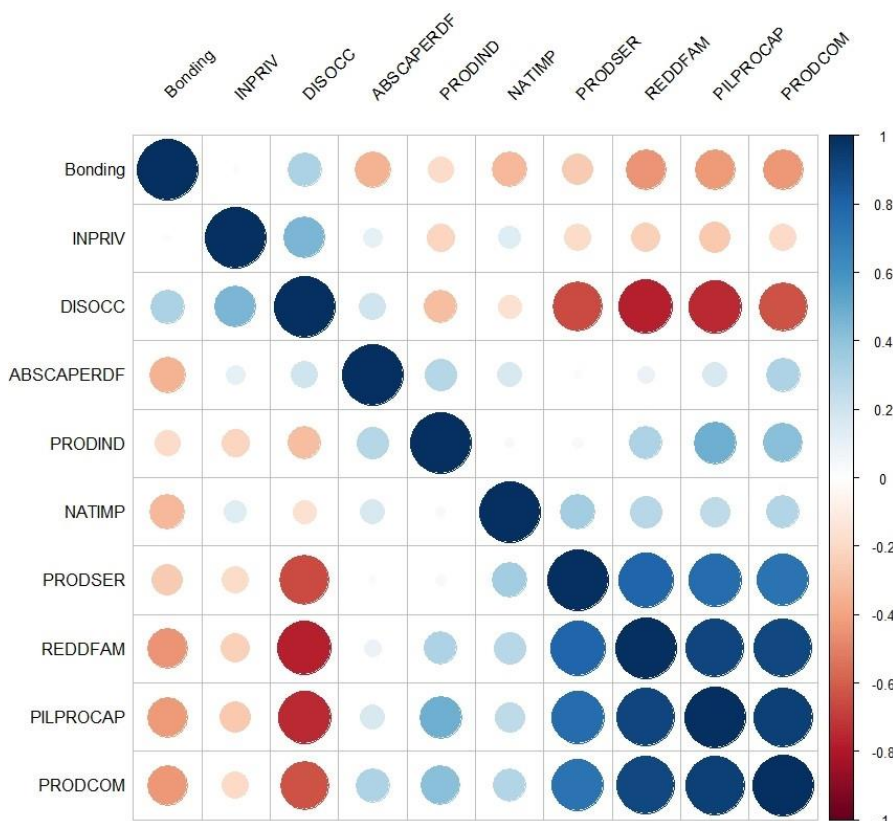 Bonding
INPRIV
DISOCC
ABSCAPERDF
PRODIND
NATIMP
PRODSER
REDDFAM
PILPROCAP
PRODCOM
Bonding
INPRIV
DISOCC
ABSCAPERDF
PRODIND
NATIMP
PRODSER
REDDFAM
PILPROCAP
PRODCOM
1
0.8
0.6
0.4
0.2
0
-0.2
-0.4
-0.6
-0.8
-1